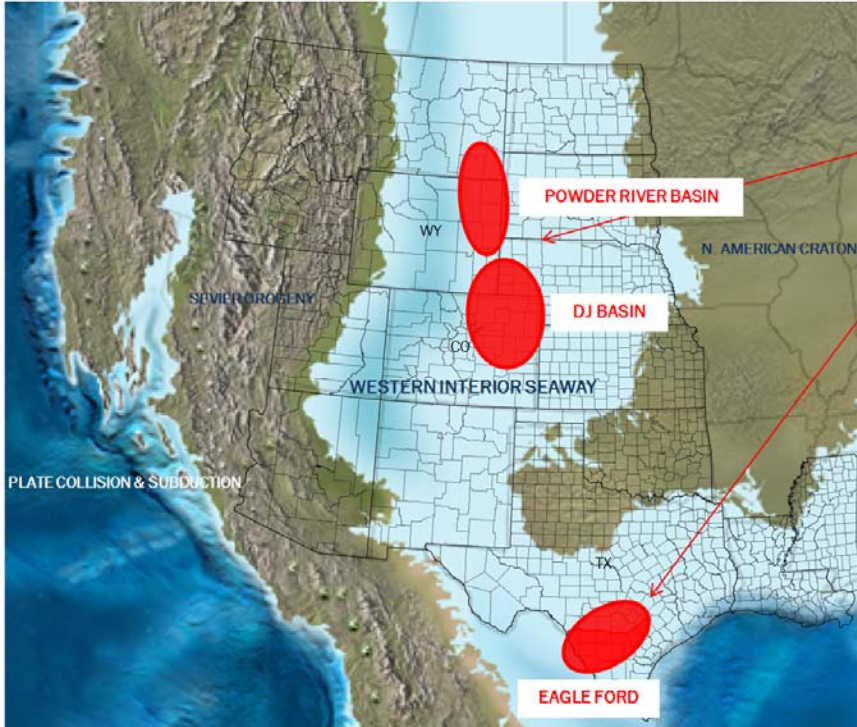 POWDER RIVER BASIN
WY
N. AMERICAN CRATON
SEVIER OROGENY
DJ BASIN
CO
WESTERN INTERIOR SEAWAY
PLATE COLLISION & SUBDUCTION
TX
EAGLE FORD